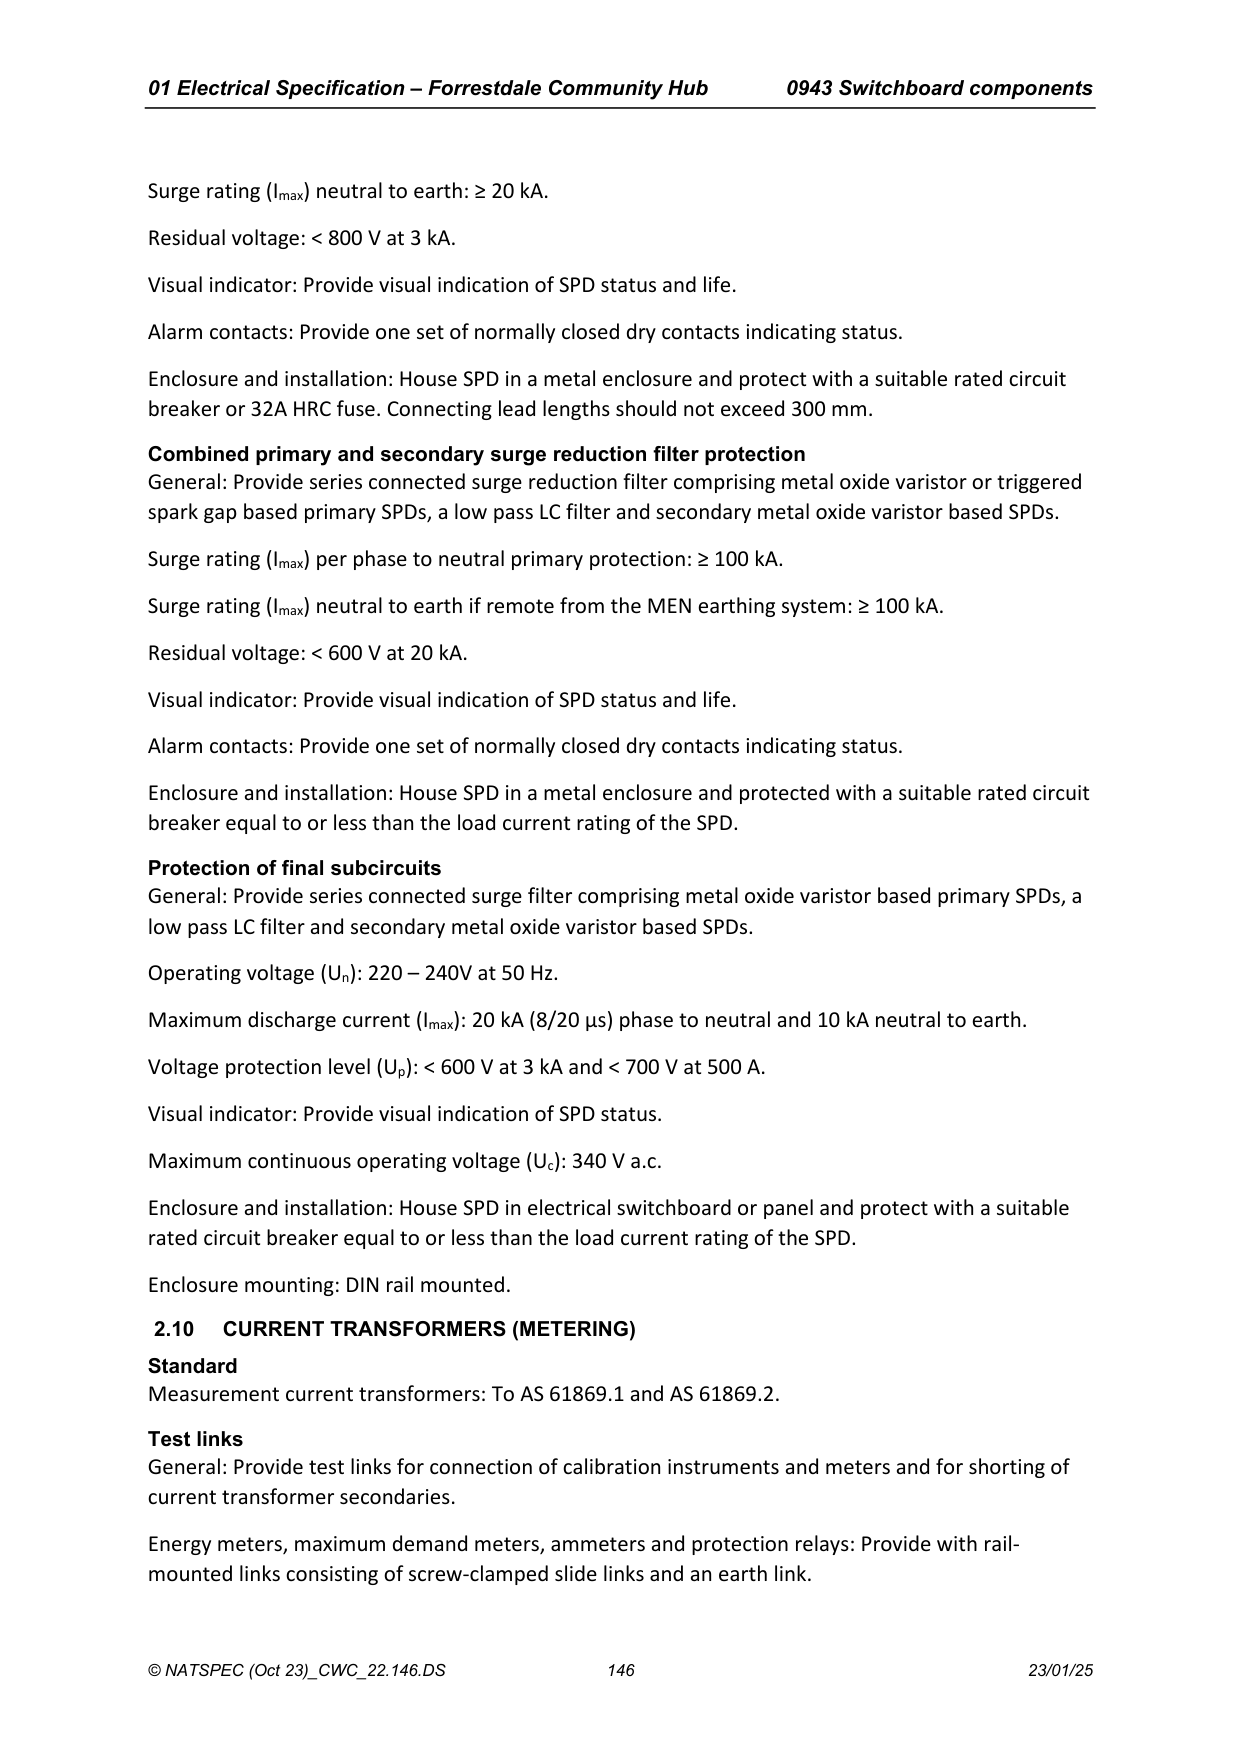 01 Electrical Specification – Forrestdale Community Hub 0943 Switchboard components
Surge rating (Imax) neutral to earth: ≥ 20 kA.
Residual voltage: < 800 V at 3 kA.
Visual indicator: Provide visual indication of SPD status and life.
Alarm contacts: Provide one set of normally closed dry contacts indicating status.
Enclosure and installation: House SPD in a metal enclosure and protect with a suitable rated circuit
breaker or 32A HRC fuse. Connecting lead lengths should not exceed 300 mm.
Combined primary and secondary surge reduction filter protection
General: Provide series connected surge reduction filter comprising metal oxide varistor or triggered
spark gap based primary SPDs, a low pass LC filter and secondary metal oxide varistor based SPDs.
Surge rating (Imax) per phase to neutral primary protection: ≥ 100 kA.
Surge rating (Imax) neutral to earth if remote from the MEN earthing system: ≥ 100 kA.
Residual voltage: < 600 V at 20 kA.
Visual indicator: Provide visual indication of SPD status and life.
Alarm contacts: Provide one set of normally closed dry contacts indicating status.
Enclosure and installation: House SPD in a metal enclosure and protected with a suitable rated circuit
breaker equal to or less than the load current rating of the SPD.
Protection of final subcircuits
General: Provide series connected surge filter comprising metal oxide varistor based primary SPDs, a
low pass LC filter and secondary metal oxide varistor based SPDs.
Operating voltage (Un): 220 – 240V at 50 Hz.
Maximum discharge current (Imax): 20 kA (8/20 µs) phase to neutral and 10 kA neutral to earth.
Voltage protection level (Up): < 600 V at 3 kA and < 700 V at 500 A.
Visual indicator: Provide visual indication of SPD status.
Maximum continuous operating voltage (Uc): 340 V a.c.
Enclosure and installation: House SPD in electrical switchboard or panel and protect with a suitable
rated circuit breaker equal to or less than the load current rating of the SPD.
Enclosure mounting: DIN rail mounted.
2.10 CURRENT TRANSFORMERS (METERING)
Standard
Measurement current transformers: To AS 61869.1 and AS 61869.2.
Test links
General: Provide test links for connection of calibration instruments and meters and for shorting of
current transformer secondaries.
Energy meters, maximum demand meters, ammeters and protection relays: Provide with rail-
mounted links consisting of screw-clamped slide links and an earth link.
© NATSPEC (Oct 23)_CWC_22.146.DS 146 23/01/25